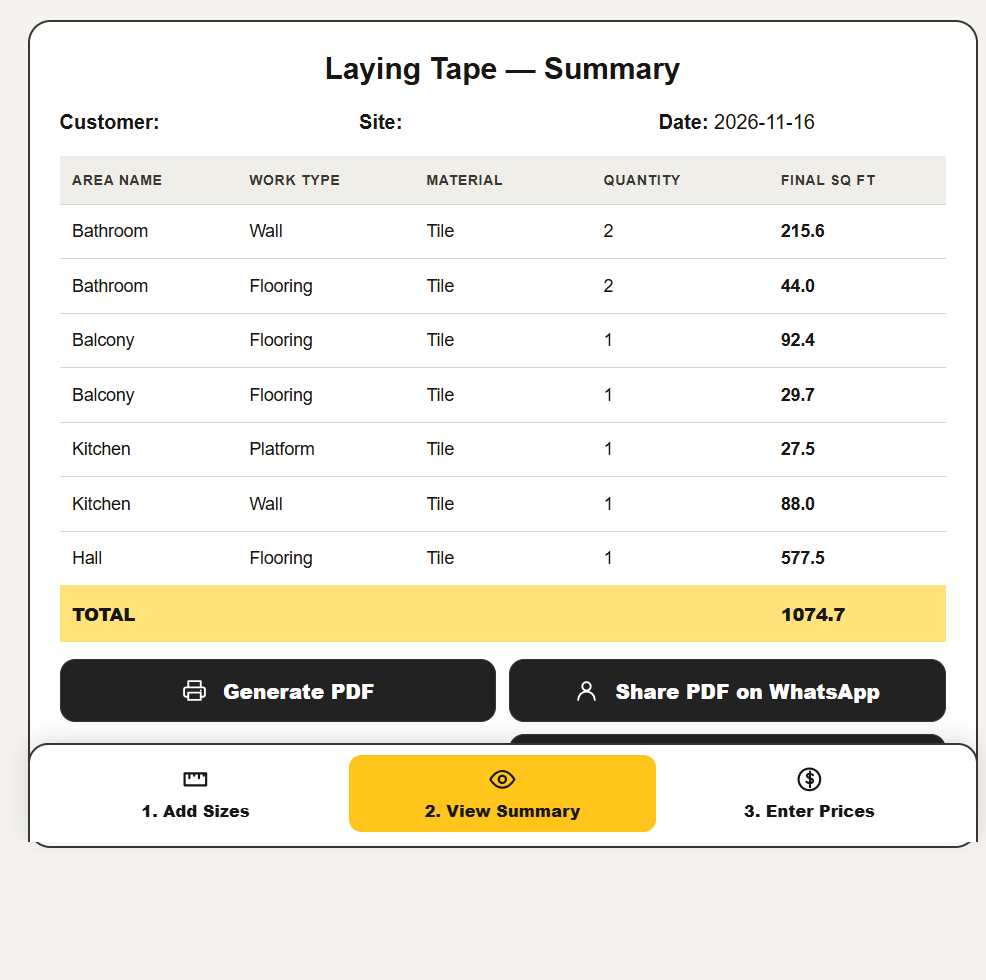 Laying Tape — Summary
Customer: Site: Date: 2026-11-16
AREA NAME WORK TYPE MATERIAL QUANTITY FINAL SQ FT
Bathroom Wall Tile 2 215.6
Bathroom Flooring Tile 2 44.0
Balcony Flooring Tile 1 92.4
Balcony Flooring Tile 1 29.7
Kitchen Platform Tile 1 27.5
Kitchen Wall Tile 1 88.0
Hall Flooring Tile 1 577.5
TOTAL 1074.7
Generate PDF Share PDF on WhatsApp
1. Add Sizes 2. View Summary 3. Enter Prices